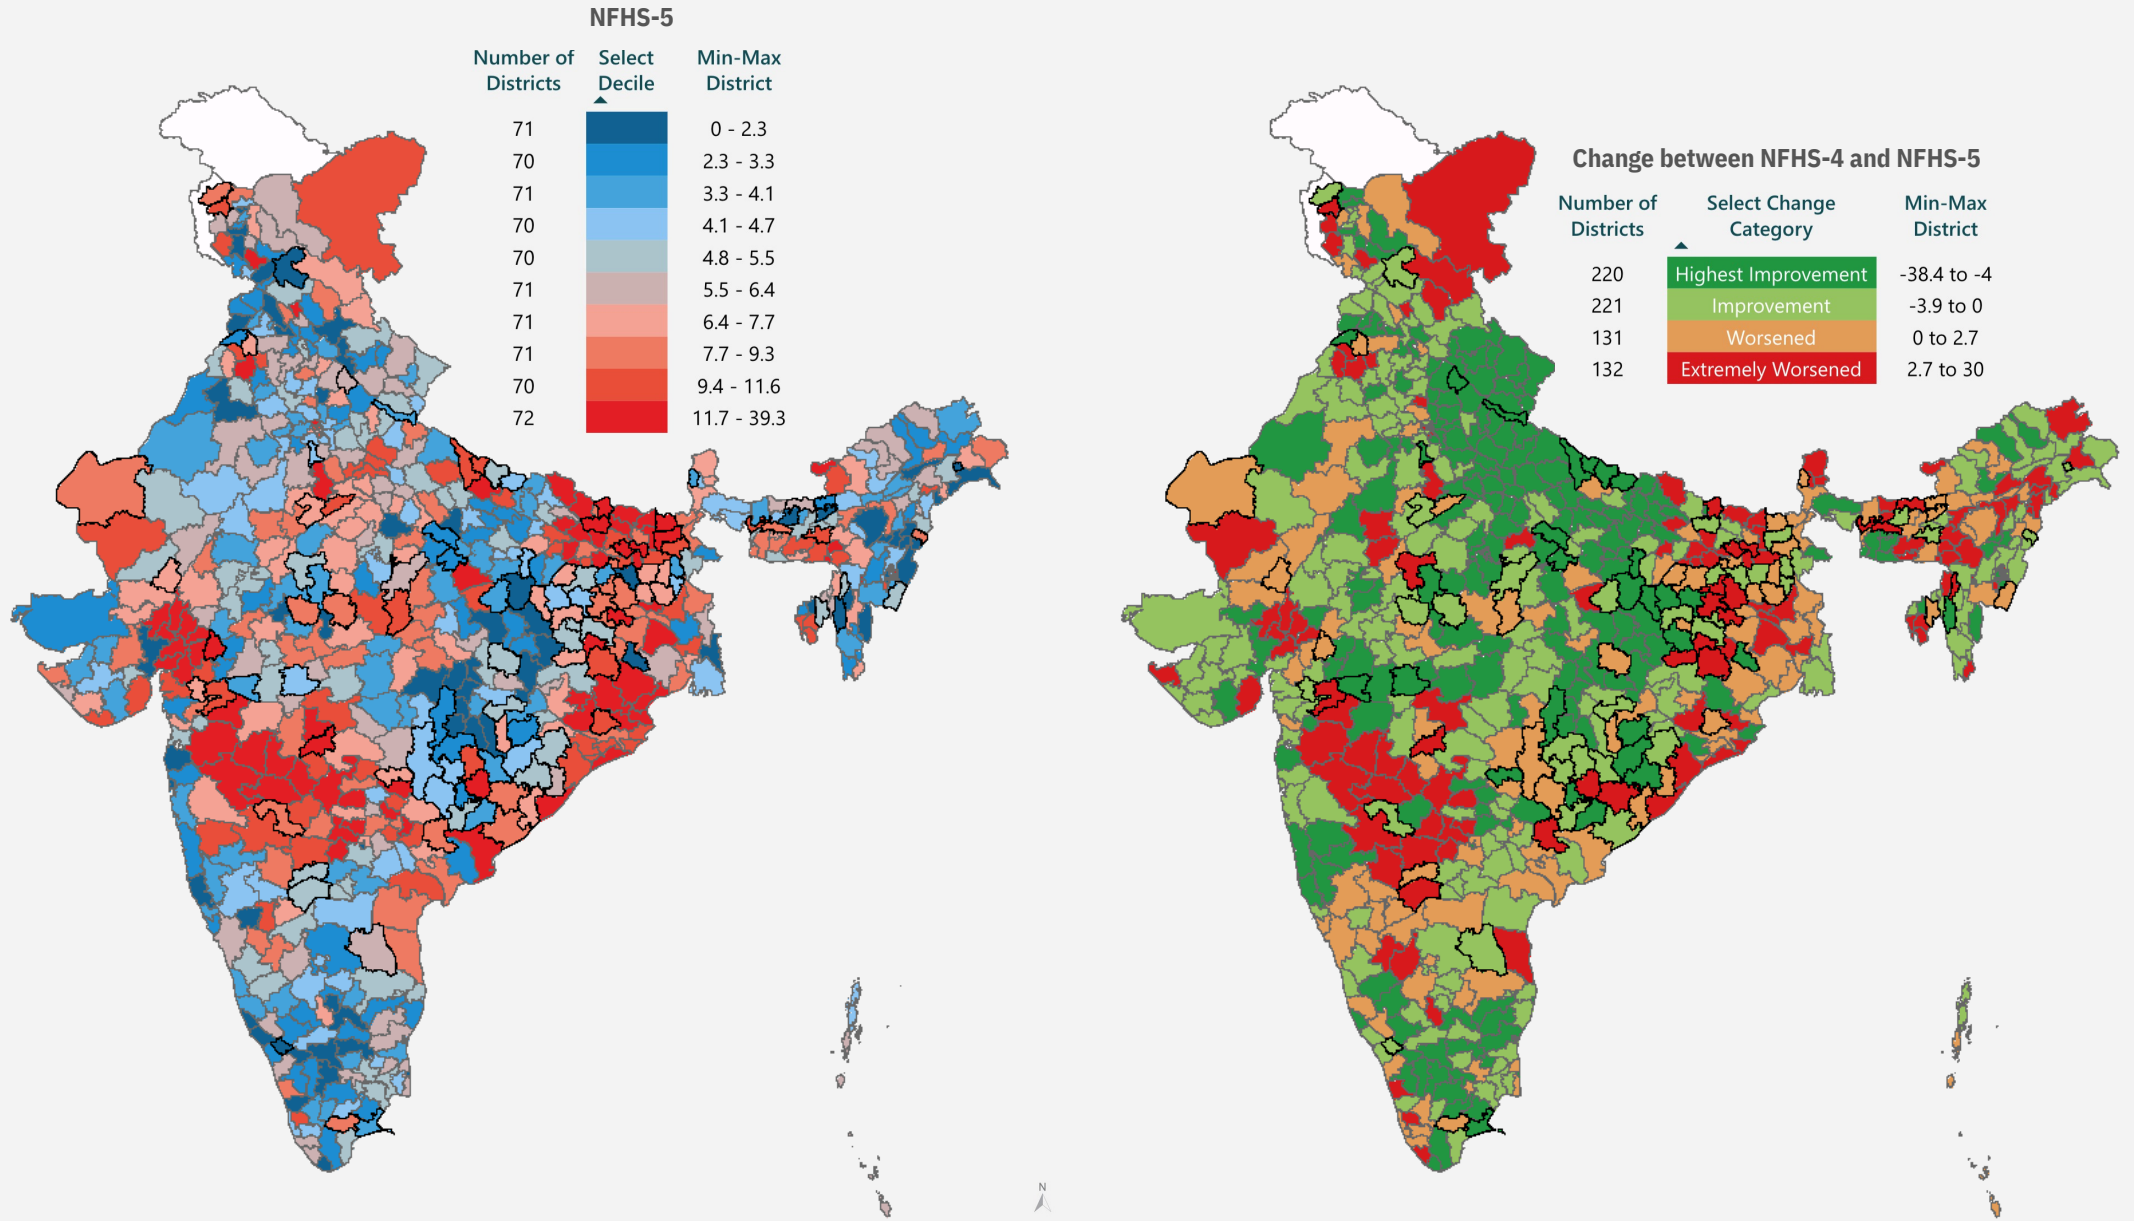 NFHS-5
Number of Districts Select Decile Min-Max District
71 0 - 2.3
70 2.3 - 3.3
71 3.3 - 4.1
70 4.1 - 4.7
70 4.8 - 5.5
71 5.5 - 6.4
71 6.4 - 7.7
71 7.7 - 9.3
70 9.4 - 11.6
72 11.7 - 39.3
Change between NFHS-4 and NFHS-5
Number of Districts Select Change Category Min-Max District
220 Highest Improvement -38.4 to -4
221 Improvement -3.9 to 0
131 Worsened 0 to 2.7
132 Extremely Worsened 2.7 to 30
N